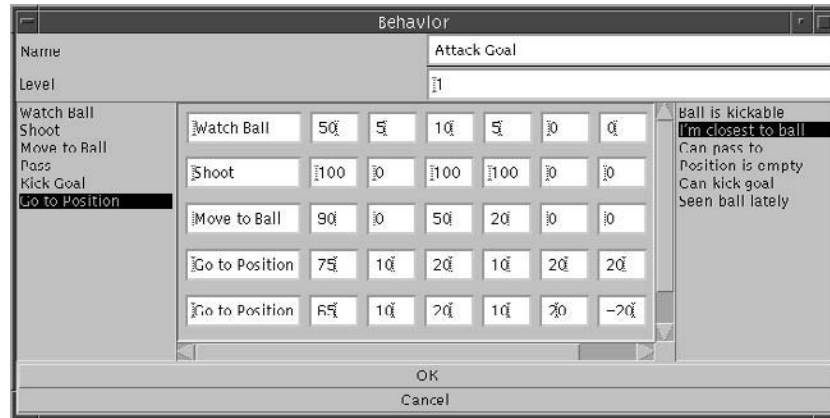 Behavior
Name
Attack Goal
Level
1
Watch Ball
Shoot
Move to Ball
Pass
Kick Goal
Go to Position
Watch Ball 50 5 10 5 0 0
Shoot 100 0 100 100 0 0
Move to Ball 90 0 50 20 0 0
Go to Position 75 10 20 10 20 20
Go to Position 65 10 20 10 20 -20
Ball is kickable
I'm closest to ball
Can pass to
Position is empty
Can kick goal
Seen ball lately
OK
Cancel